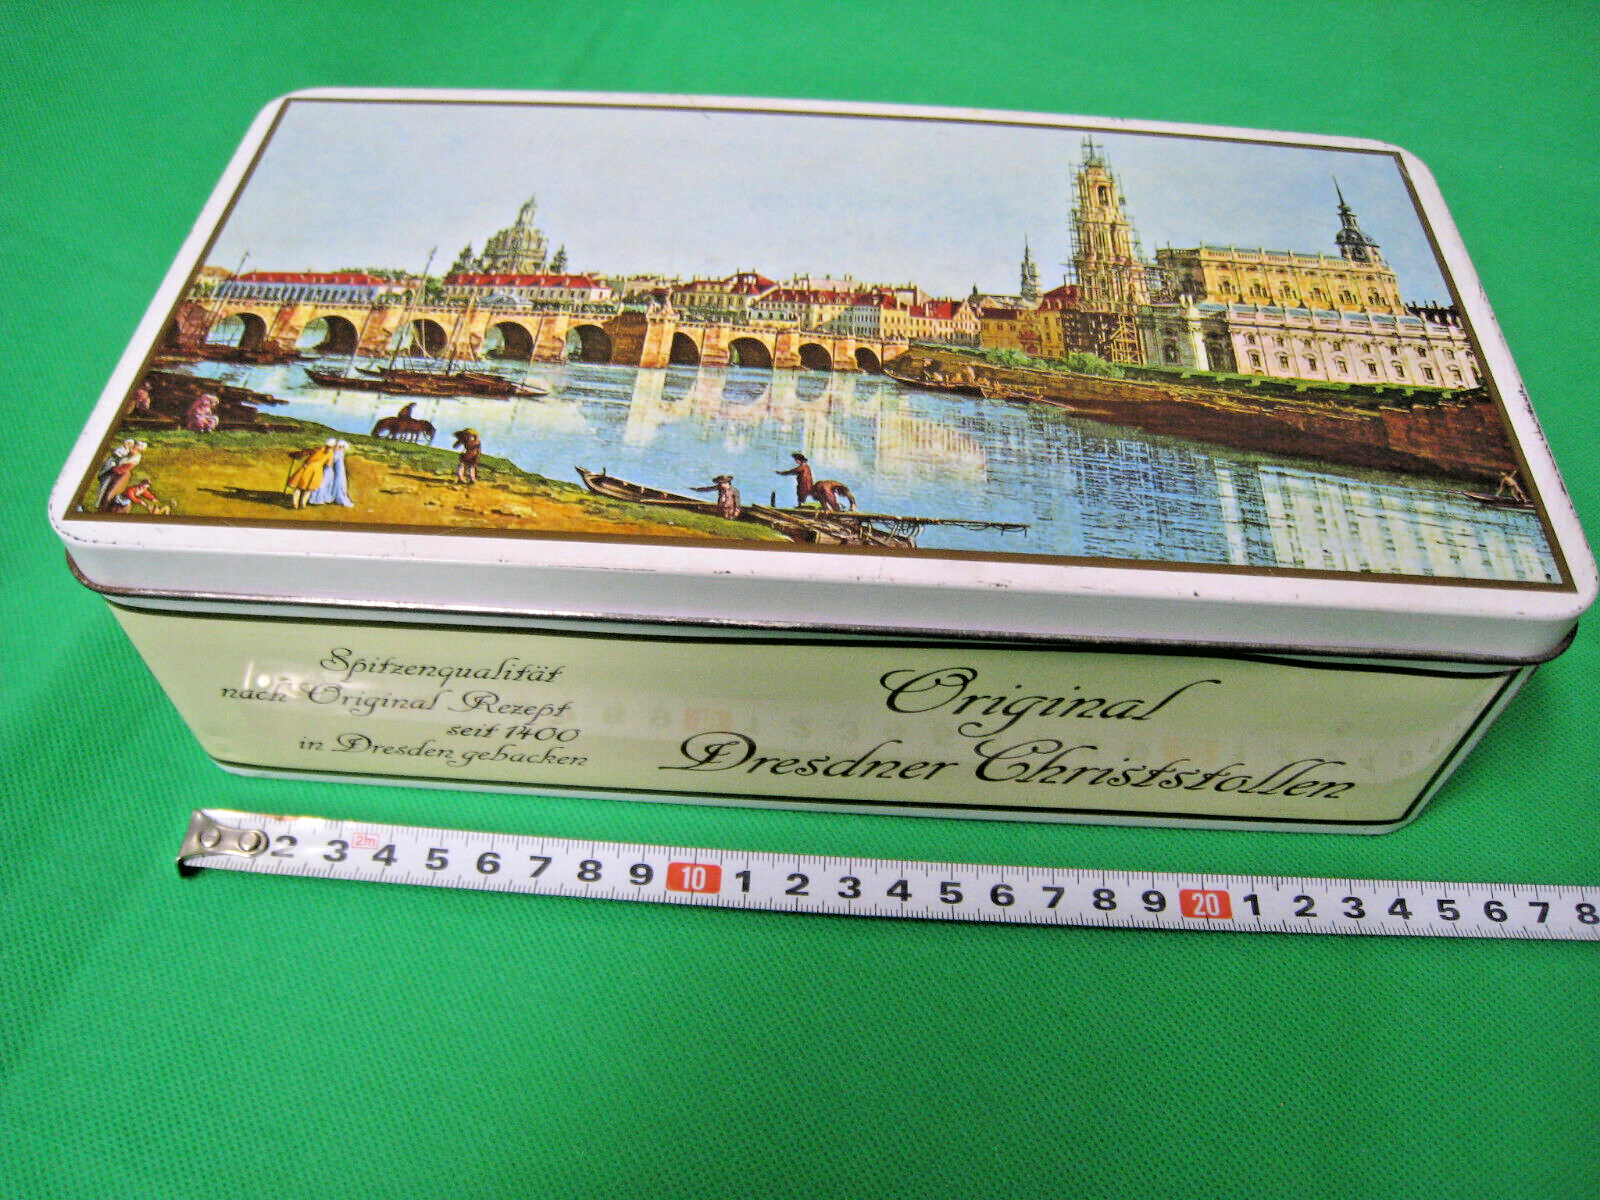 Spitzenqualität
nach Original Rezept
seit 1400
in Dresden gebacken
Original
Dresdner Christstollen
2 3 2m 4 5 6 7 8 9 10 1 2 3 4 5 6 7 8 9 20 1 2 3 4 5 6 7 8